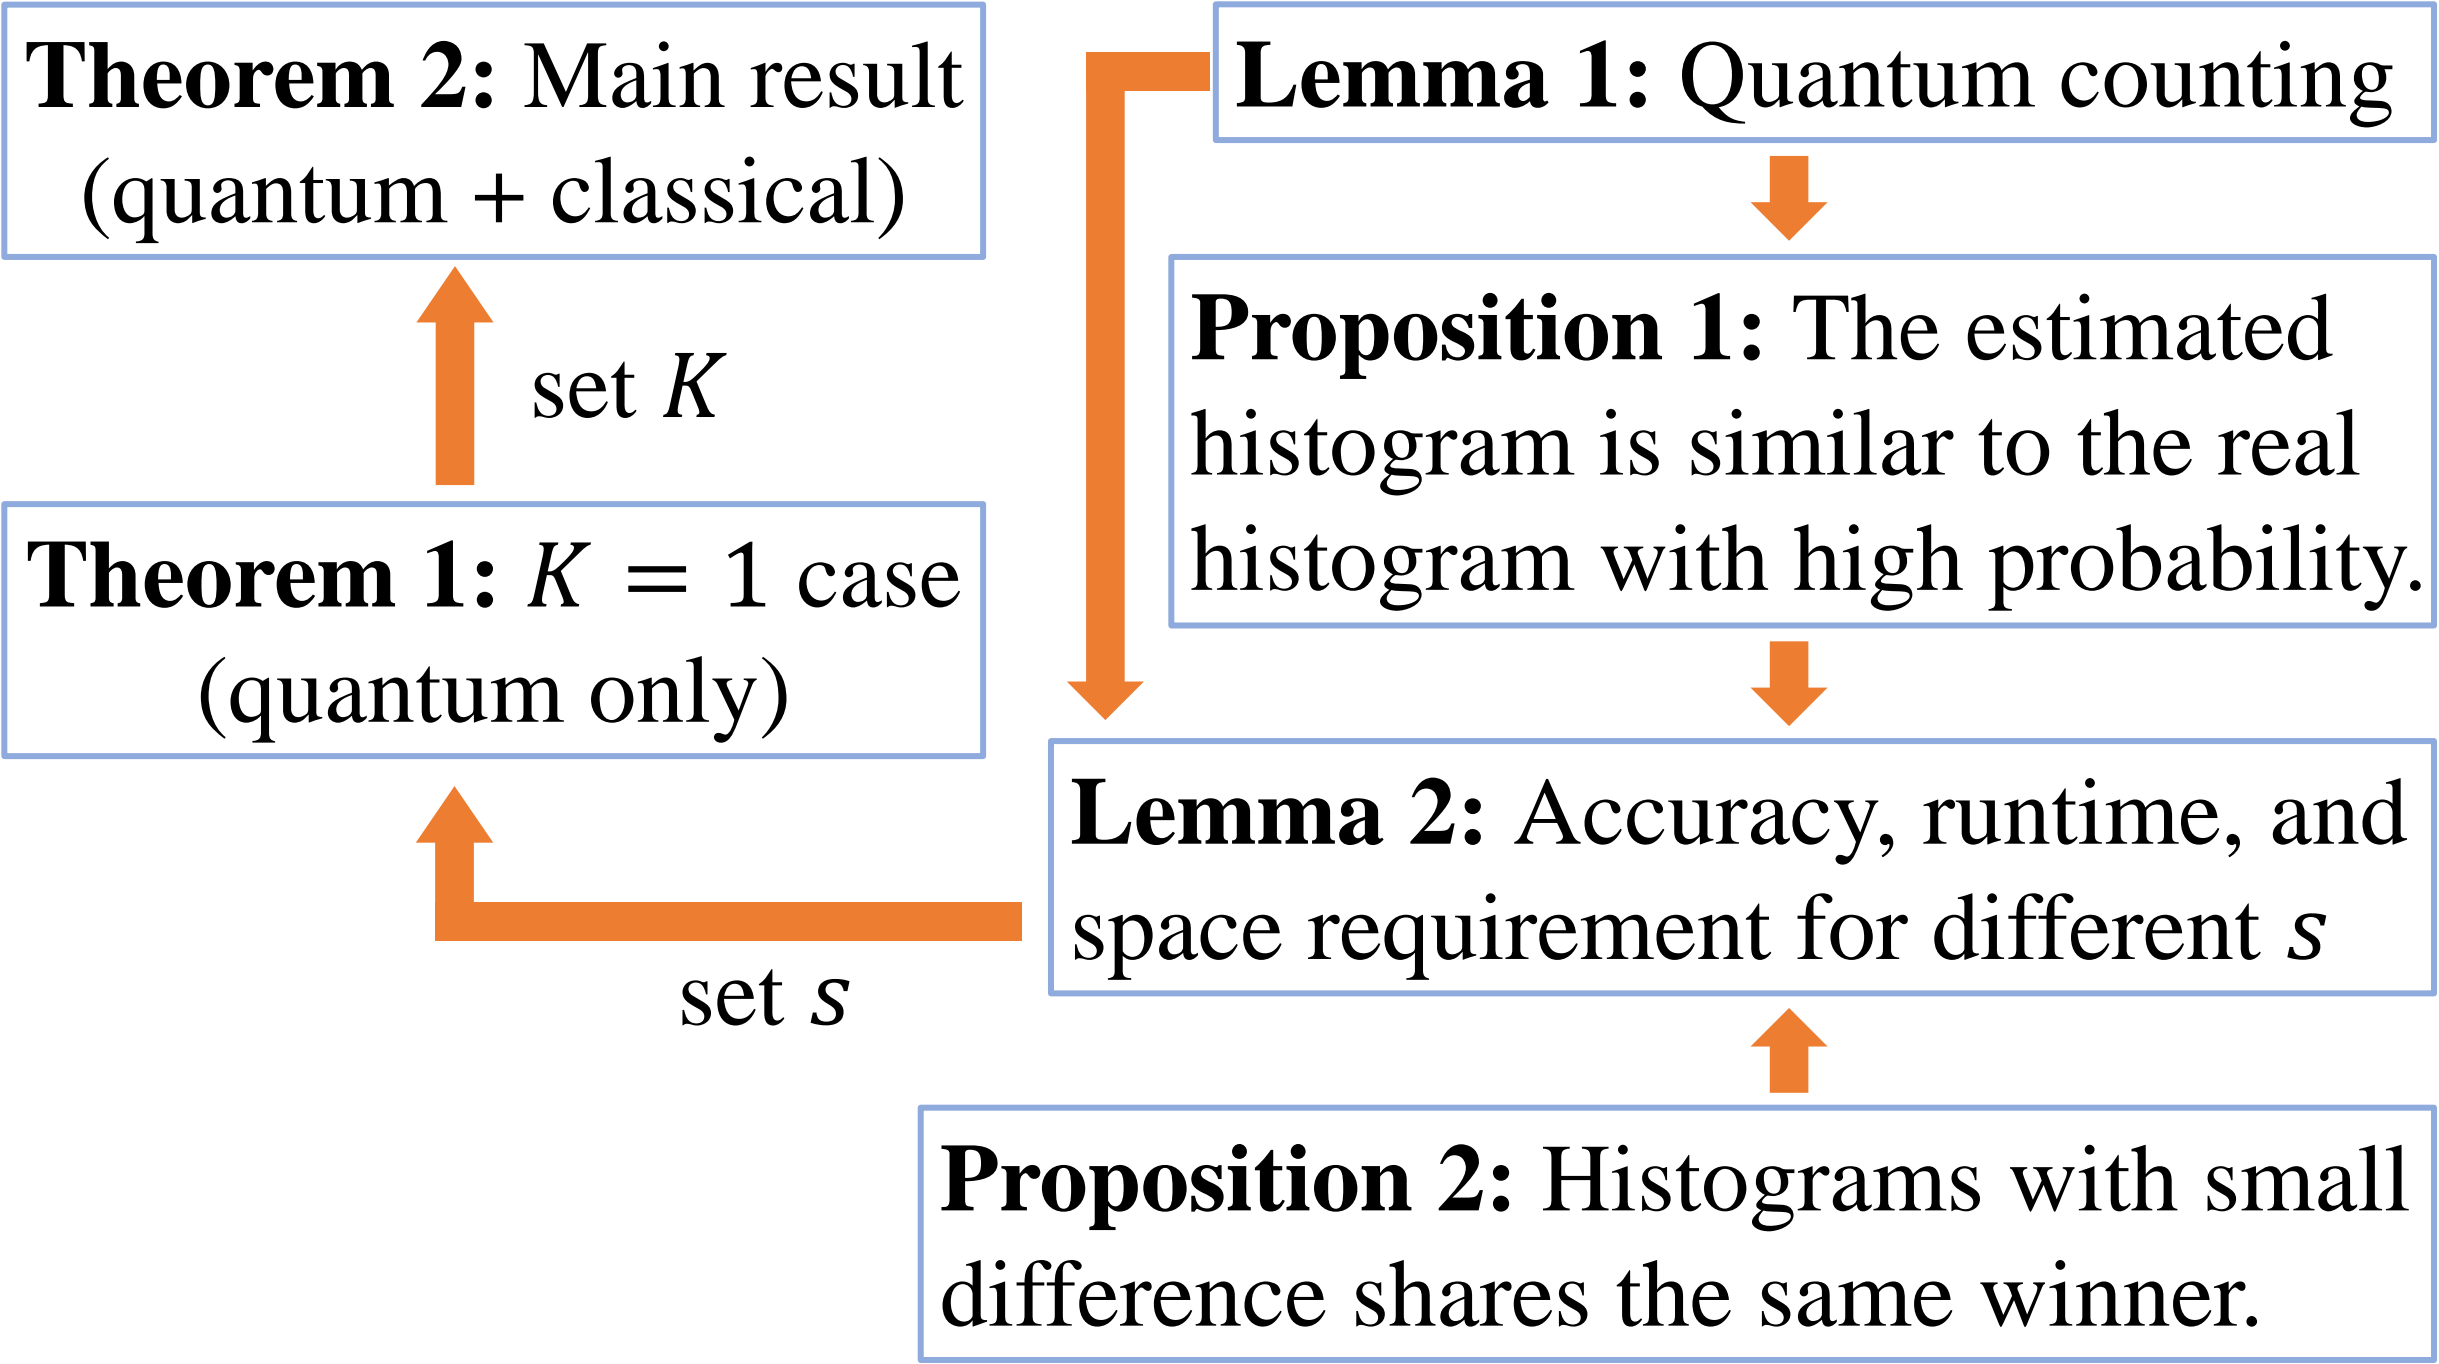 Theorem 2: Main result
(quantum + classical)
set K
Theorem 1: K = 1 case
(quantum only)
set s
Lemma 1: Quantum counting
Proposition 1: The estimated
histogram is similar to the real
histogram with high probability.
Lemma 2: Accuracy, runtime, and
space requirement for different s
Proposition 2: Histograms with small
difference shares the same winner.